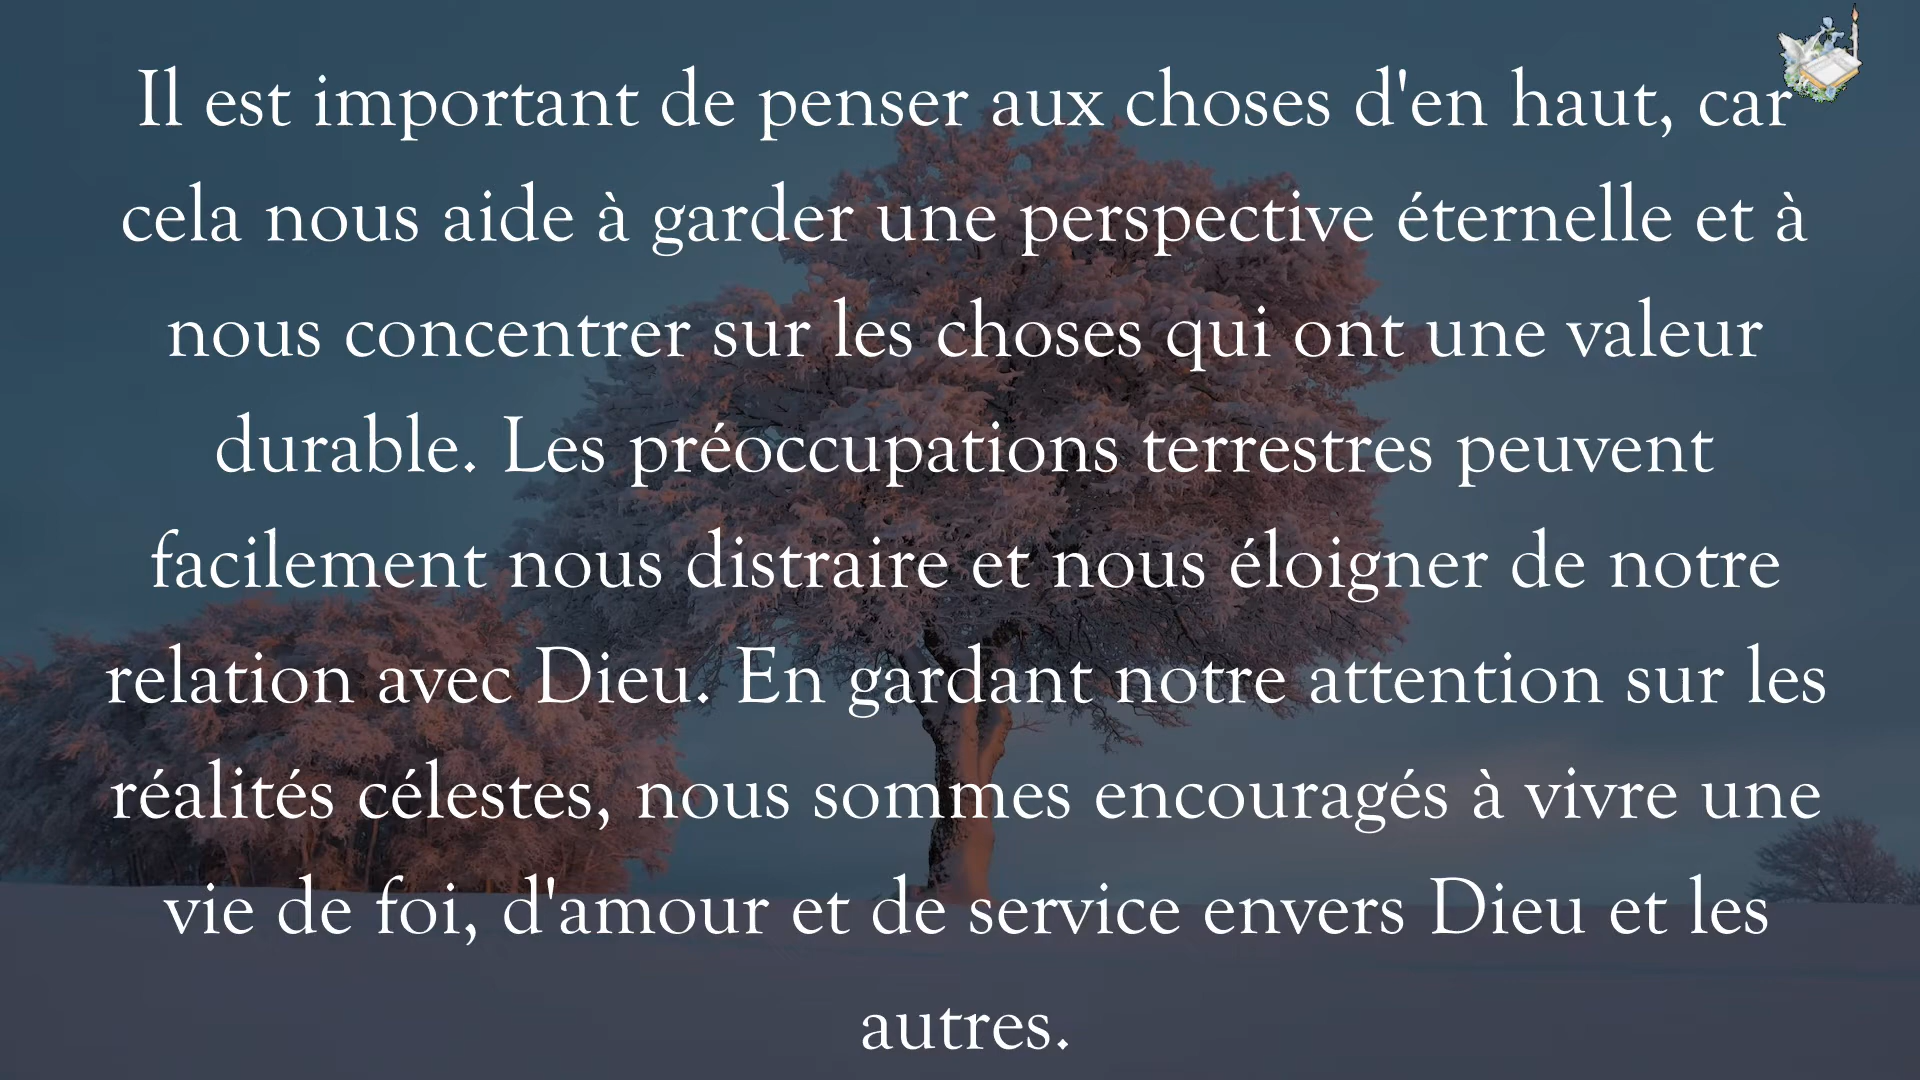 Il est important de penser aux choses d'en haut, car
cela nous aide à garder une perspective éternelle et à
nous concentrer sur les choses qui ont une valeur
durable. Les préoccupations terrestres peuvent
facilement nous distraire et nous éloigner de notre
relation avec Dieu. En gardant notre attention sur les
réalités célestes, nous sommes encouragés à vivre une
vie de foi, d'amour et de service envers Dieu et les
autres.